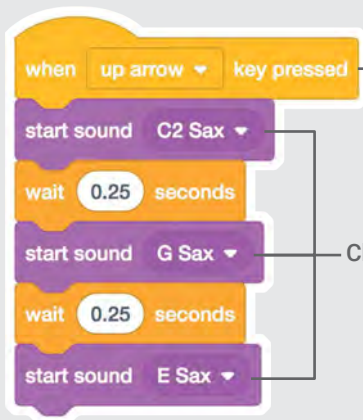 when up arrow key pressed
start sound C2 Sax
wait 0.25 seconds
start sound G Sax
C
wait 0.25 seconds
start sound E Sax